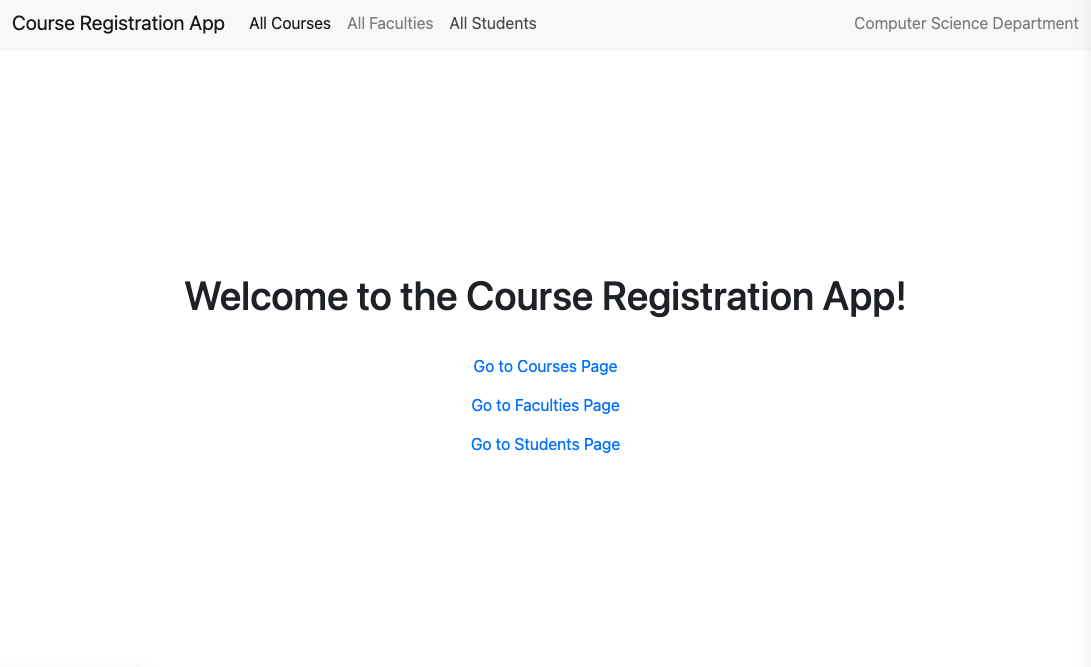 Course Registration App All Courses All Faculties All Students Computer Science Department
Welcome to the Course Registration App!
Go to Courses Page
Go to Faculties Page
Go to Students Page